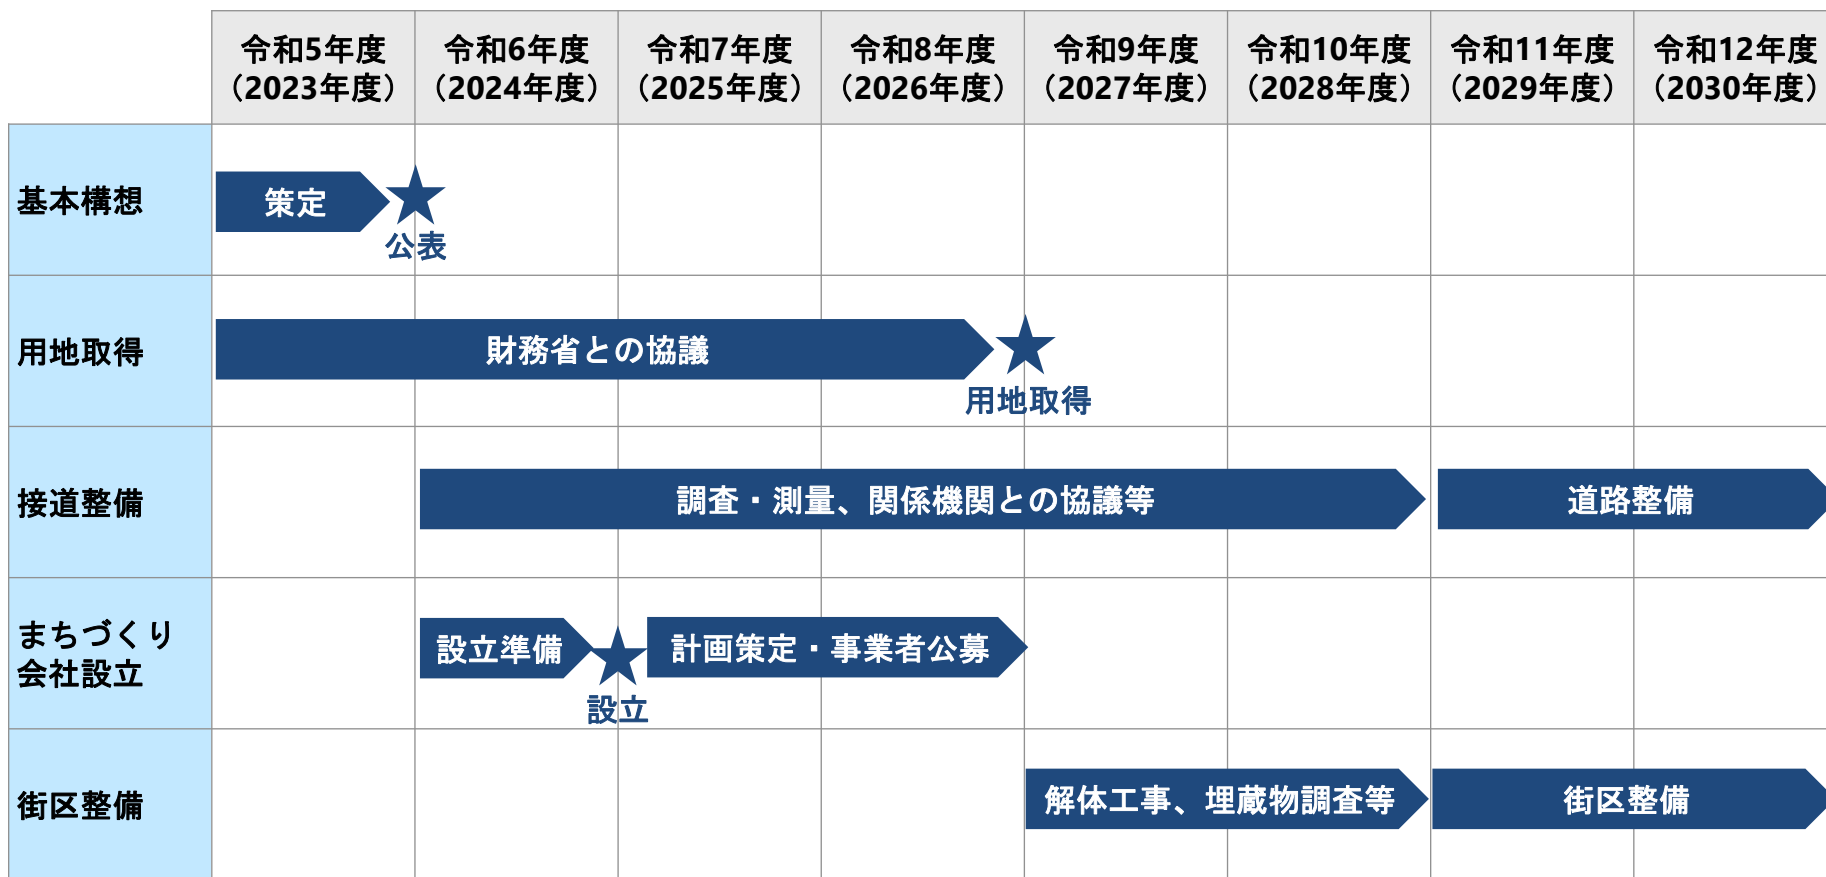 令和5年度
（2023年度）
令和6年度
（2024年度）
令和7年度
（2025年度）
令和8年度
（2026年度）
令和9年度
（2027年度）
令和10年度
（2028年度）
令和11年度
（2029年度）
令和12年度
（2030年度）
基本構想
策定
公表
用地取得
財務省との協議
用地取得
接道整備
調査・測量、関係機関との協議等
道路整備
まちづくり
会社設立
設立準備
設立
計画策定・事業者公募
街区整備
解体工事、埋蔵物調査等
街区整備